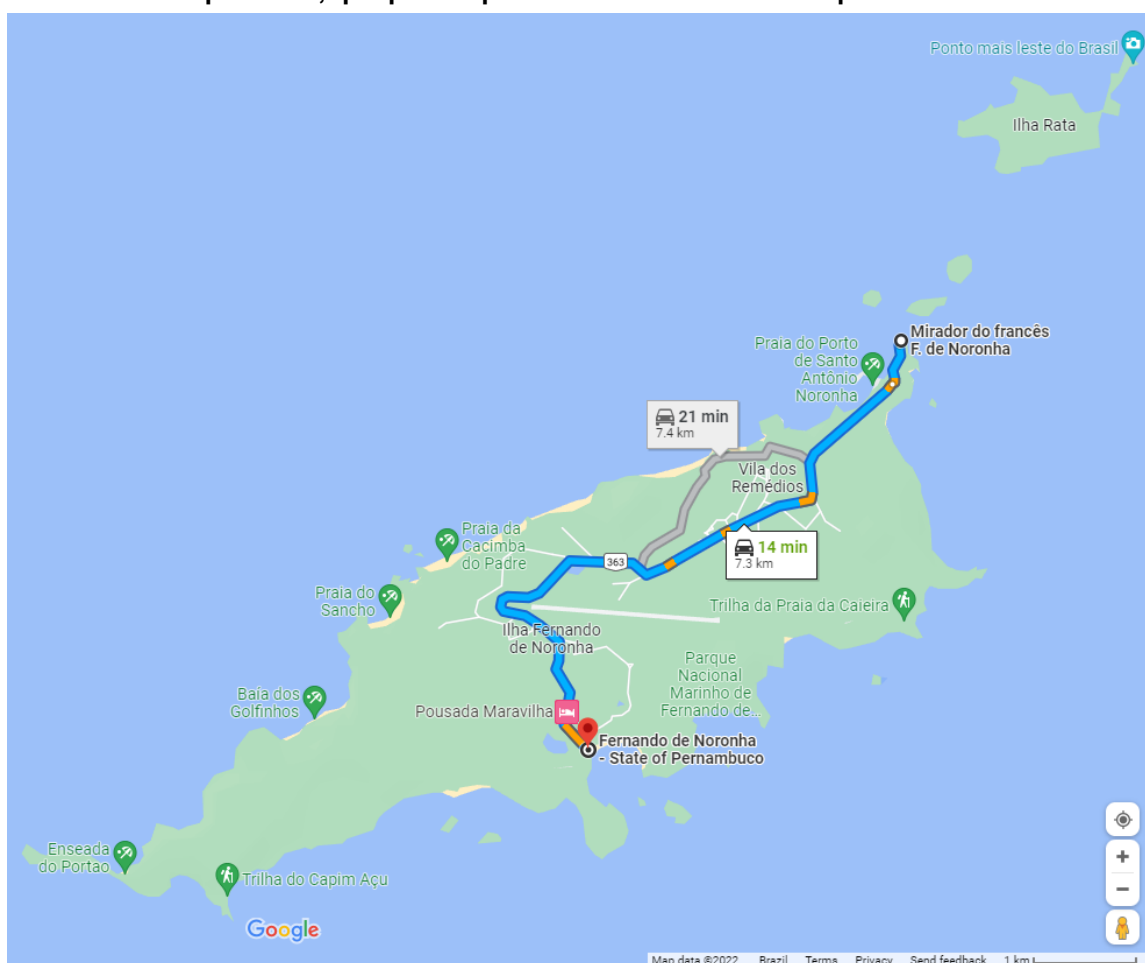 Ponto mais leste do Brasil
Ilha Rata
Mirador do francês
F. de Noronha
Praia do Porto
de Santo
Antônio
Noronha
21 min
7.4 km
Vila dos
Remédios
Praia da
Cacimba
do Padre
363
14 min
7.3 km
Praia do
Sancho
Trilha da Praia da Caieira
Ilha Fernando
de Noronha
Parque
Nacional
Marinho de
Fernando de...
Baía dos
Golfinhos
Pousada Maravilha
Fernando de Noronha
- State of Pernambuco
Enseada
do Portao
Trilha do Capim Açu
Google
Map data ©2022 Brazil Terms Privacy Send feedback 1 km